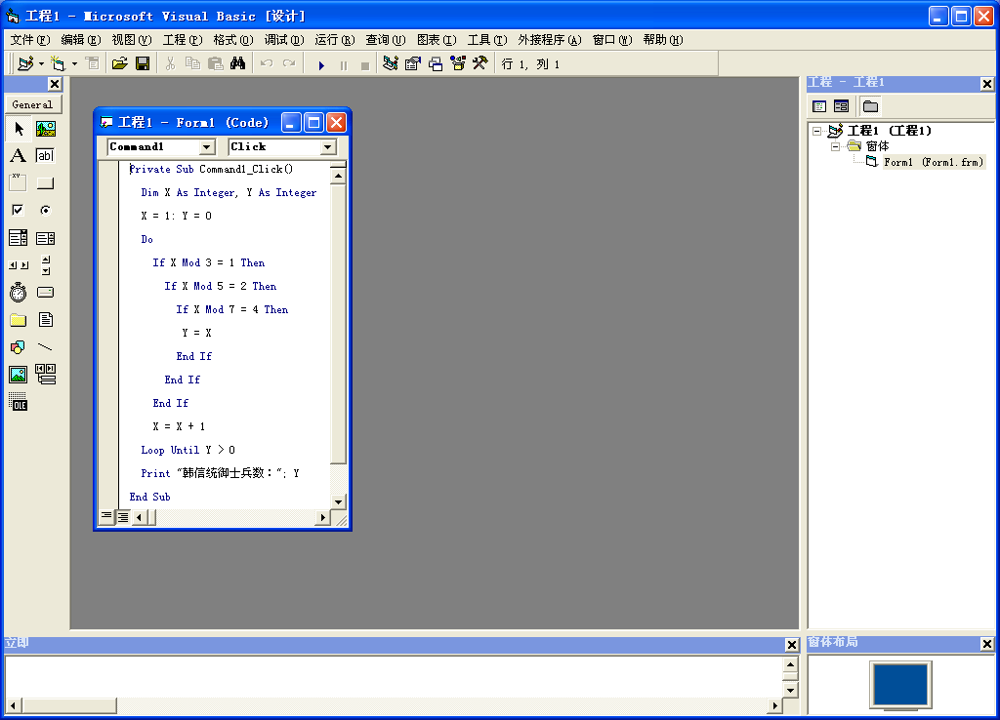 工程1 - Microsoft Visual Basic [设计]
文件(F) 编辑(E) 视图(V) 工程(P) 格式(O) 调试(D) 运行(R) 查询(U) 图表(I) 工具(T) 外接程序(A) 窗口(W) 帮助(H)
行 1, 列 1
General
A
ab|
xy
OLE
工程1 - Form1 (Code)
Command1 Click
Private Sub Command1_Click()
Dim X As Integer, Y As Integer
X = 1: Y = 0
Do
If X Mod 3 = 1 Then
If X Mod 5 = 2 Then
If X Mod 7 = 4 Then
Y = X
End If
End If
End If
X = X + 1
Loop Until Y > 0
Print "韩信统御士兵数："; Y
End Sub
工程 - 工程1
工程1 (工程1)
窗体
Form1 (Form1.frm)
立即
窗体布局